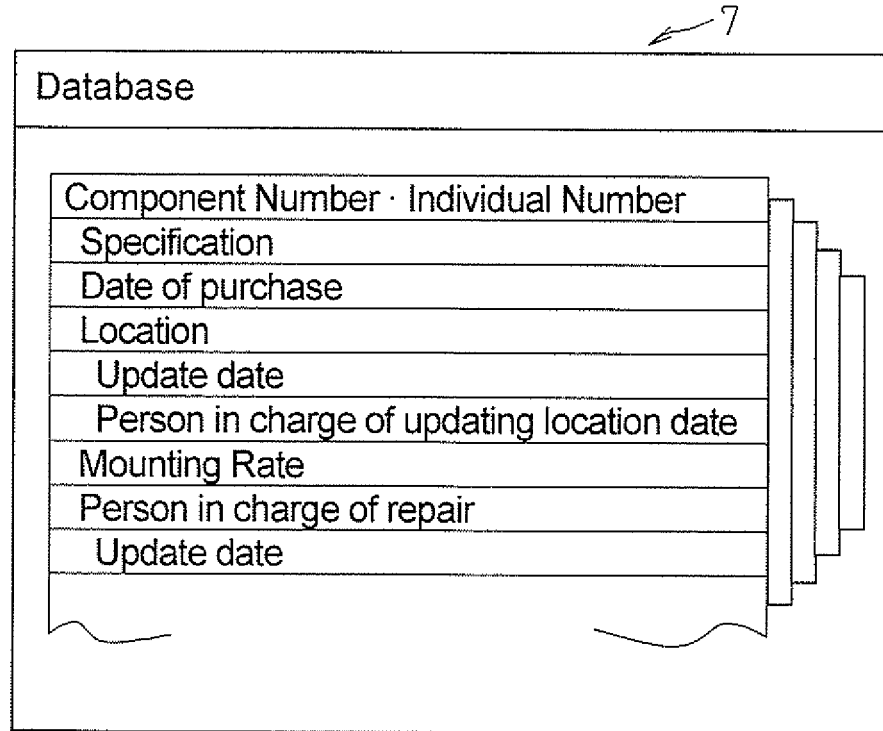 7
Database
Component Number · Individual Number
Specification
Date of purchase
Location
Update date
Person in charge of updating location date
Mounting Rate
Person in charge of repair
Update date